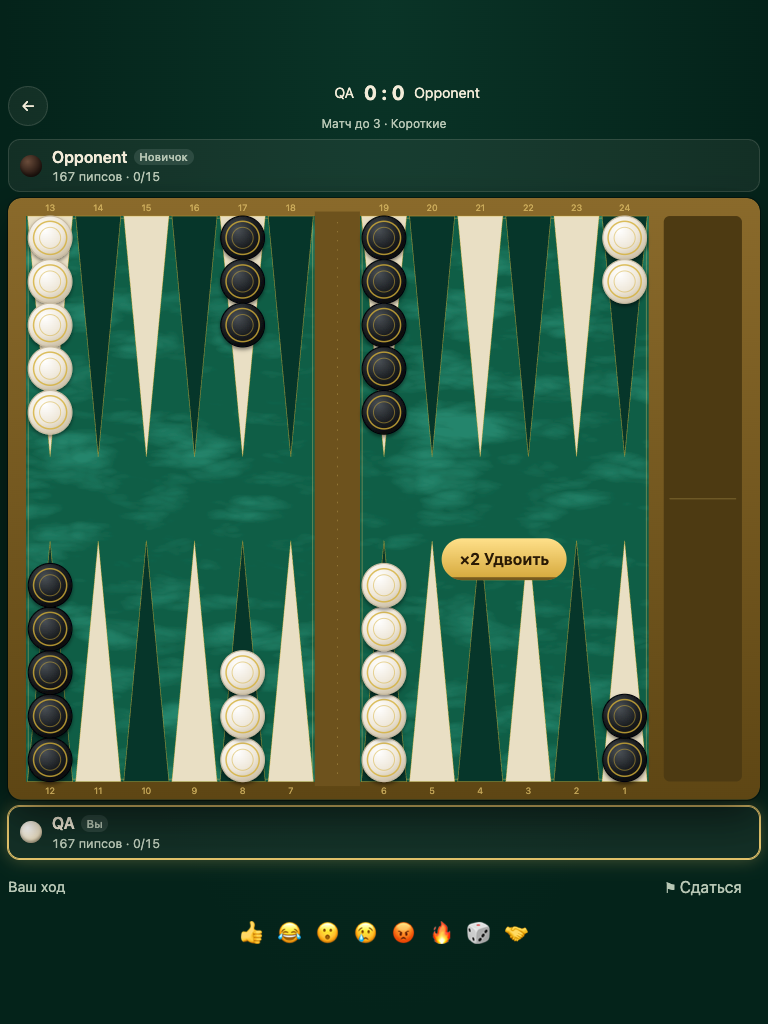 QA 0 : 0 Opponent
Матч до 3 · Короткие
Opponent Новичок
167 пипсов · 0/15
13 14 15 16 17 18 19 20 21 22 23 24
×2 Удвоить
12 11 10 9 8 7 6 5 4 3 2 1
QA Вы
167 пипсов · 0/15
Ваш ход
Сдаться